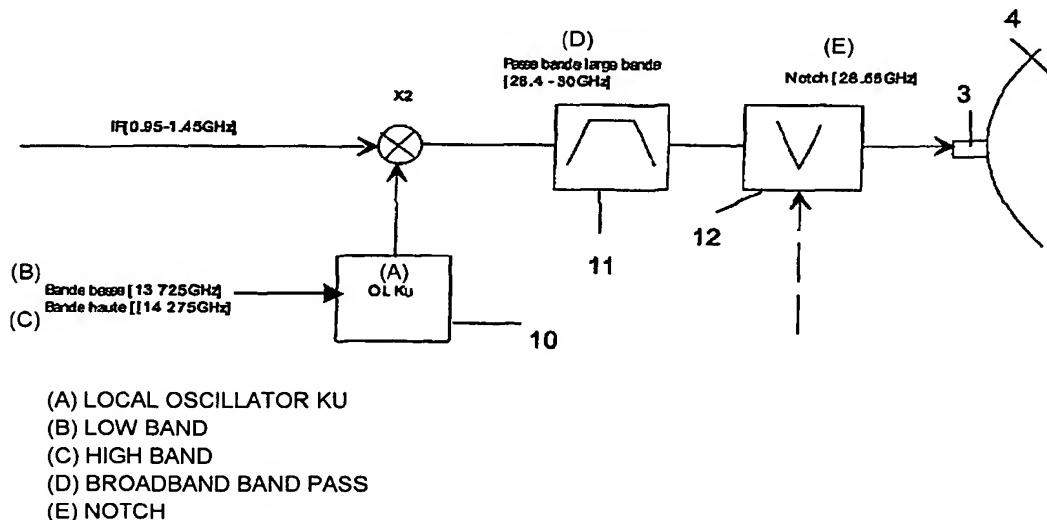 4
(D)
Passe bande large bande
[28.4 - 30GHz]
(E)
Notch [28.55GHz]
X2
3
IF[0.95-1.45GHz]
12
11
(B) Bande basse [13 725GHz]
(C) Bande haute [[14 275GHz]
(A)
OL KU
10
(A) LOCAL OSCILLATOR KU
(B) LOW BAND
(C) HIGH BAND
(D) BROADBAND BAND PASS
(E) NOTCH